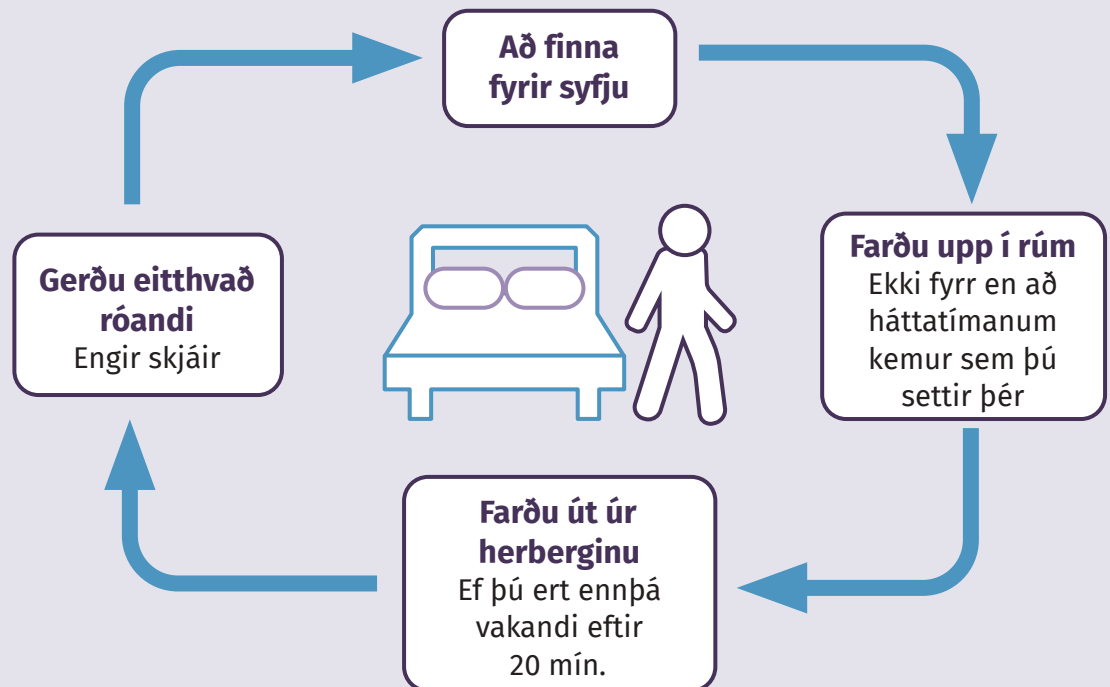 Að finna
fyrir syfju
Farðu upp í rúm
Ekki fyrr en að
háttatímanum
kemur sem þú
settir þér
Farðu út úr
herberginu
Ef þú ert ennþá
vakandi eftir
20 mín.
Gerðu eitthvað
róandi
Engir skjáir